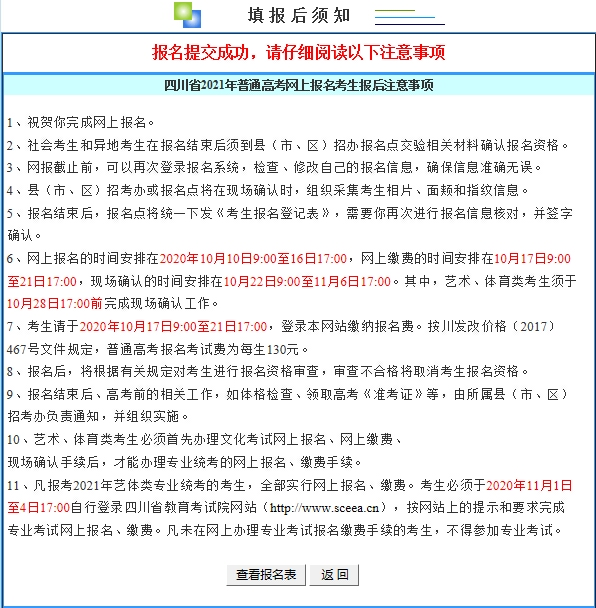 填报后须知
报名提交成功，请仔细阅读以下注意事项
四川省2021年普通高考网上报名考生报后注意事项
1、祝贺你完成网上报名。
2、社会考生和异地考生在报名结束后须到县（市、区）招办报名点交验相关材料确认报名资格。
3、网报截止前，可以再次登录报名系统，检查、修改自己的报名信息，确保信息准确无误。
4、县（市、区）招考办或报名点将在现场确认时，组织采集考生相片、面颊和指纹信息。
5、报名结束后，报名点将统一下发《考生报名登记表》，需要你再次进行报名信息核对，并签字
确认。
6、网上报名的时间安排在2020年10月10日9:00至16日17:00，网上缴费的时间安排在10月17日9:00
至21日17:00，现场确认的时间安排在10月22日9:00至11月6日17:00。其中，艺术、体育类考生须于
10月28日17:00前完成现场确认工作。
7、考生请于2020年10月17日9:00至21日17:00，登录本网站缴纳报名费。按川发改价格（2017）
467号文件规定，普通高考报名考试费为每生130元。
8、报名后，将根据有关规定对考生进行报名资格审查，审查不合格将取消考生报名资格。
9、报名结束后、高考前的相关工作，如体格检查、领取高考《准考证》等，由所属县（市、区）
招考办负责通知，并组织实施。
10、艺术、体育类考生必须首先办理文化考试网上报名、网上缴费、
现场确认手续后，才能办理专业统考的网上报名、缴费手续。
11、凡报考2021年艺体类专业统考的考生，全部实行网上报名、缴费。考生必须于2020年11月1日
至4日17:00自行登录四川省教育考试院网站（http://www.sceea.cn），按网站上的提示和要求完成
专业考试网上报名、缴费。凡未在网上办理专业考试报名缴费手续的考生，不得参加专业考试。
查看报名表 返 回